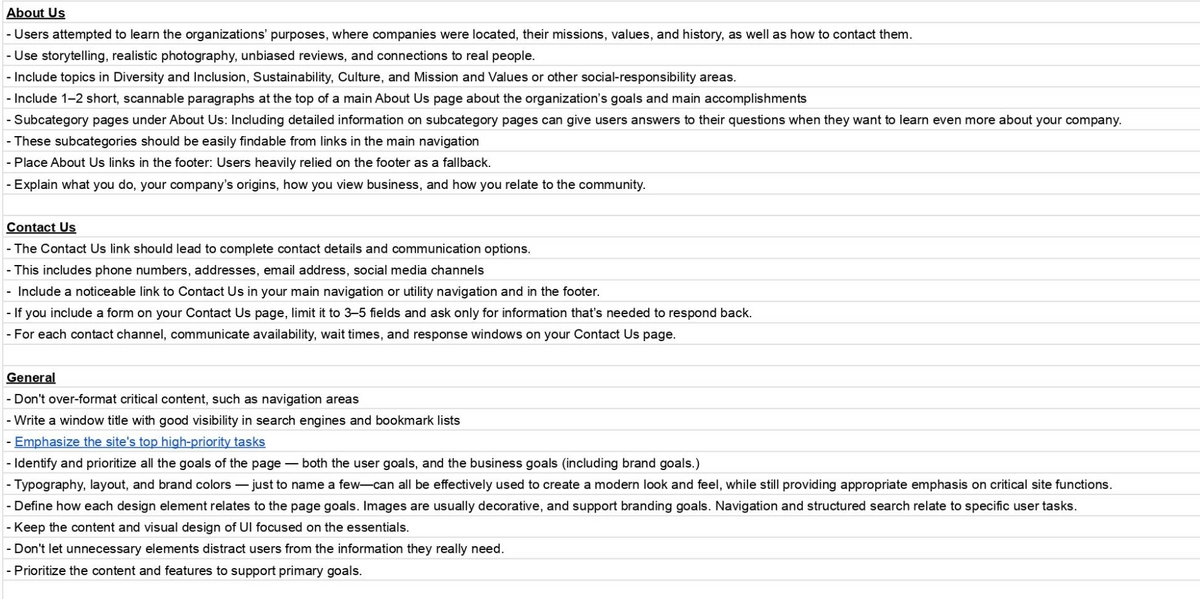 About Us
- Users attempted to learn the organizations' purposes, where companies were located, their missions, values, and history, as well as how to contact them.
- Use storytelling, realistic photography, unbiased reviews, and connections to real people.
- Include topics in Diversity and Inclusion, Sustainability, Culture, and Mission and Values or other social-responsibility areas.
- Include 1–2 short, scannable paragraphs at the top of a main About Us page about the organization's goals and main accomplishments
- Subcategory pages under About Us: Including detailed information on subcategory pages can give users answers to their questions when they want to learn even more about your company.
- These subcategories should be easily findable from links in the main navigation
- Place About Us links in the footer: Users heavily relied on the footer as a fallback.
- Explain what you do, your company's origins, how you view business, and how you relate to the community.
Contact Us
- The Contact Us link should lead to complete contact details and communication options.
- This includes phone numbers, addresses, email address, social media channels
-  Include a noticeable link to Contact Us in your main navigation or utility navigation and in the footer.
- If you include a form on your Contact Us page, limit it to 3–5 fields and ask only for information that's needed to respond back.
- For each contact channel, communicate availability, wait times, and response windows on your Contact Us page.
General
- Don't over-format critical content, such as navigation areas
- Write a window title with good visibility in search engines and bookmark lists
- Emphasize the site's top high-priority tasks
- Identify and prioritize all the goals of the page — both the user goals, and the business goals (including brand goals.)
- Typography, layout, and brand colors — just to name a few—can all be effectively used to create a modern look and feel, while still providing appropriate emphasis on critical site functions.
- Define how each design element relates to the page goals. Images are usually decorative, and support branding goals. Navigation and structured search relate to specific user tasks.
- Keep the content and visual design of UI focused on the essentials.
- Don't let unnecessary elements distract users from the information they really need.
- Prioritize the content and features to support primary goals.